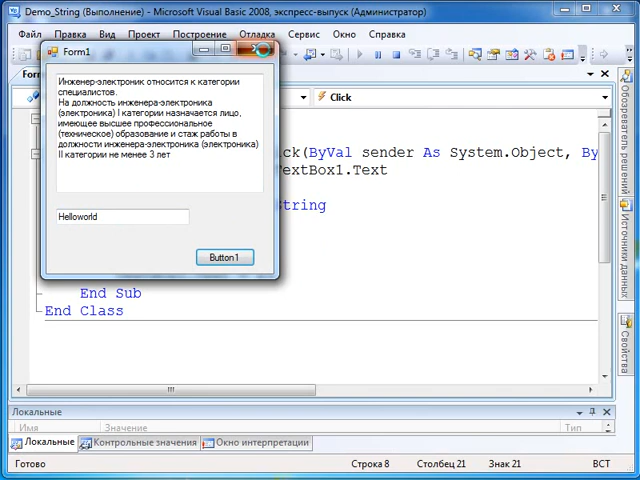 Demo_String (Выполнение) - Microsoft Visual Basic 2008, экспресс-выпуск (Администратор)
Файл Правка Вид Проект Построение Отладка Сервис Окно Справка
Form1
For
Click
Инженер-электроник относится к категории
специалистов.
На должность инженера-электроника
(электроника) I категории назначается лицо,
имеющее высшее профессиональное
(техническое) образование и стаж работы в
должности инженера-электроника (электроника)
II категории не менее 3 лет
Helloworld
Button1
ck(ByVal sender As System.Object, By
TextBox1.Text
String
End Sub
End Class
Обозреватель решений
Источники данных
Свойства
Локальные
Имя Значение Тип
Локальные Контрольные значения Окно интерпретации
Готово Строка 8 Столбец 21 Знак 21 ВСТ